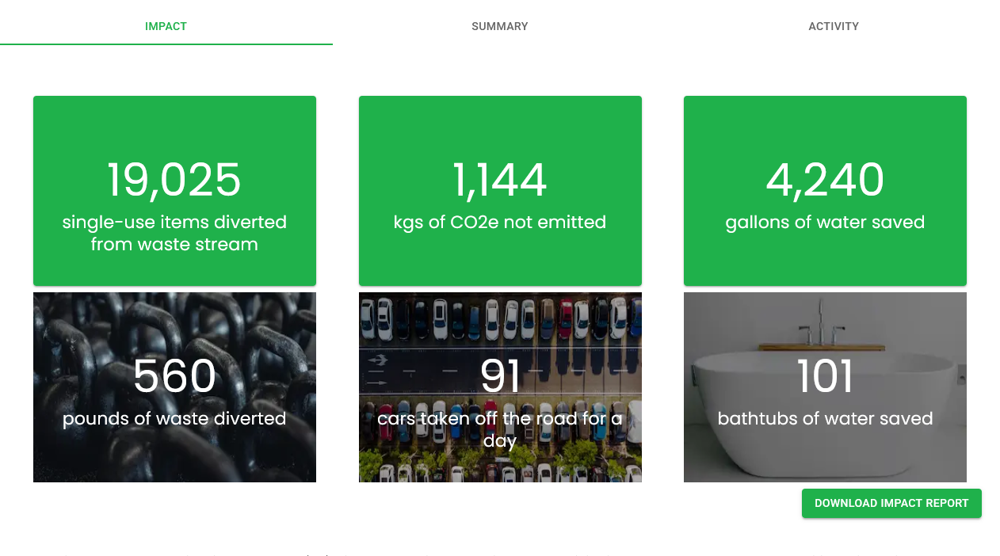 IMPACT
SUMMARY
ACTIVITY
19,025
single-use items diverted
from waste stream
1,144
kgs of CO2e not emitted
4,240
gallons of water saved
560
pounds of waste diverted
91
cars taken off the road for a
day
101
bathtubs of water saved
DOWNLOAD IMPACT REPORT